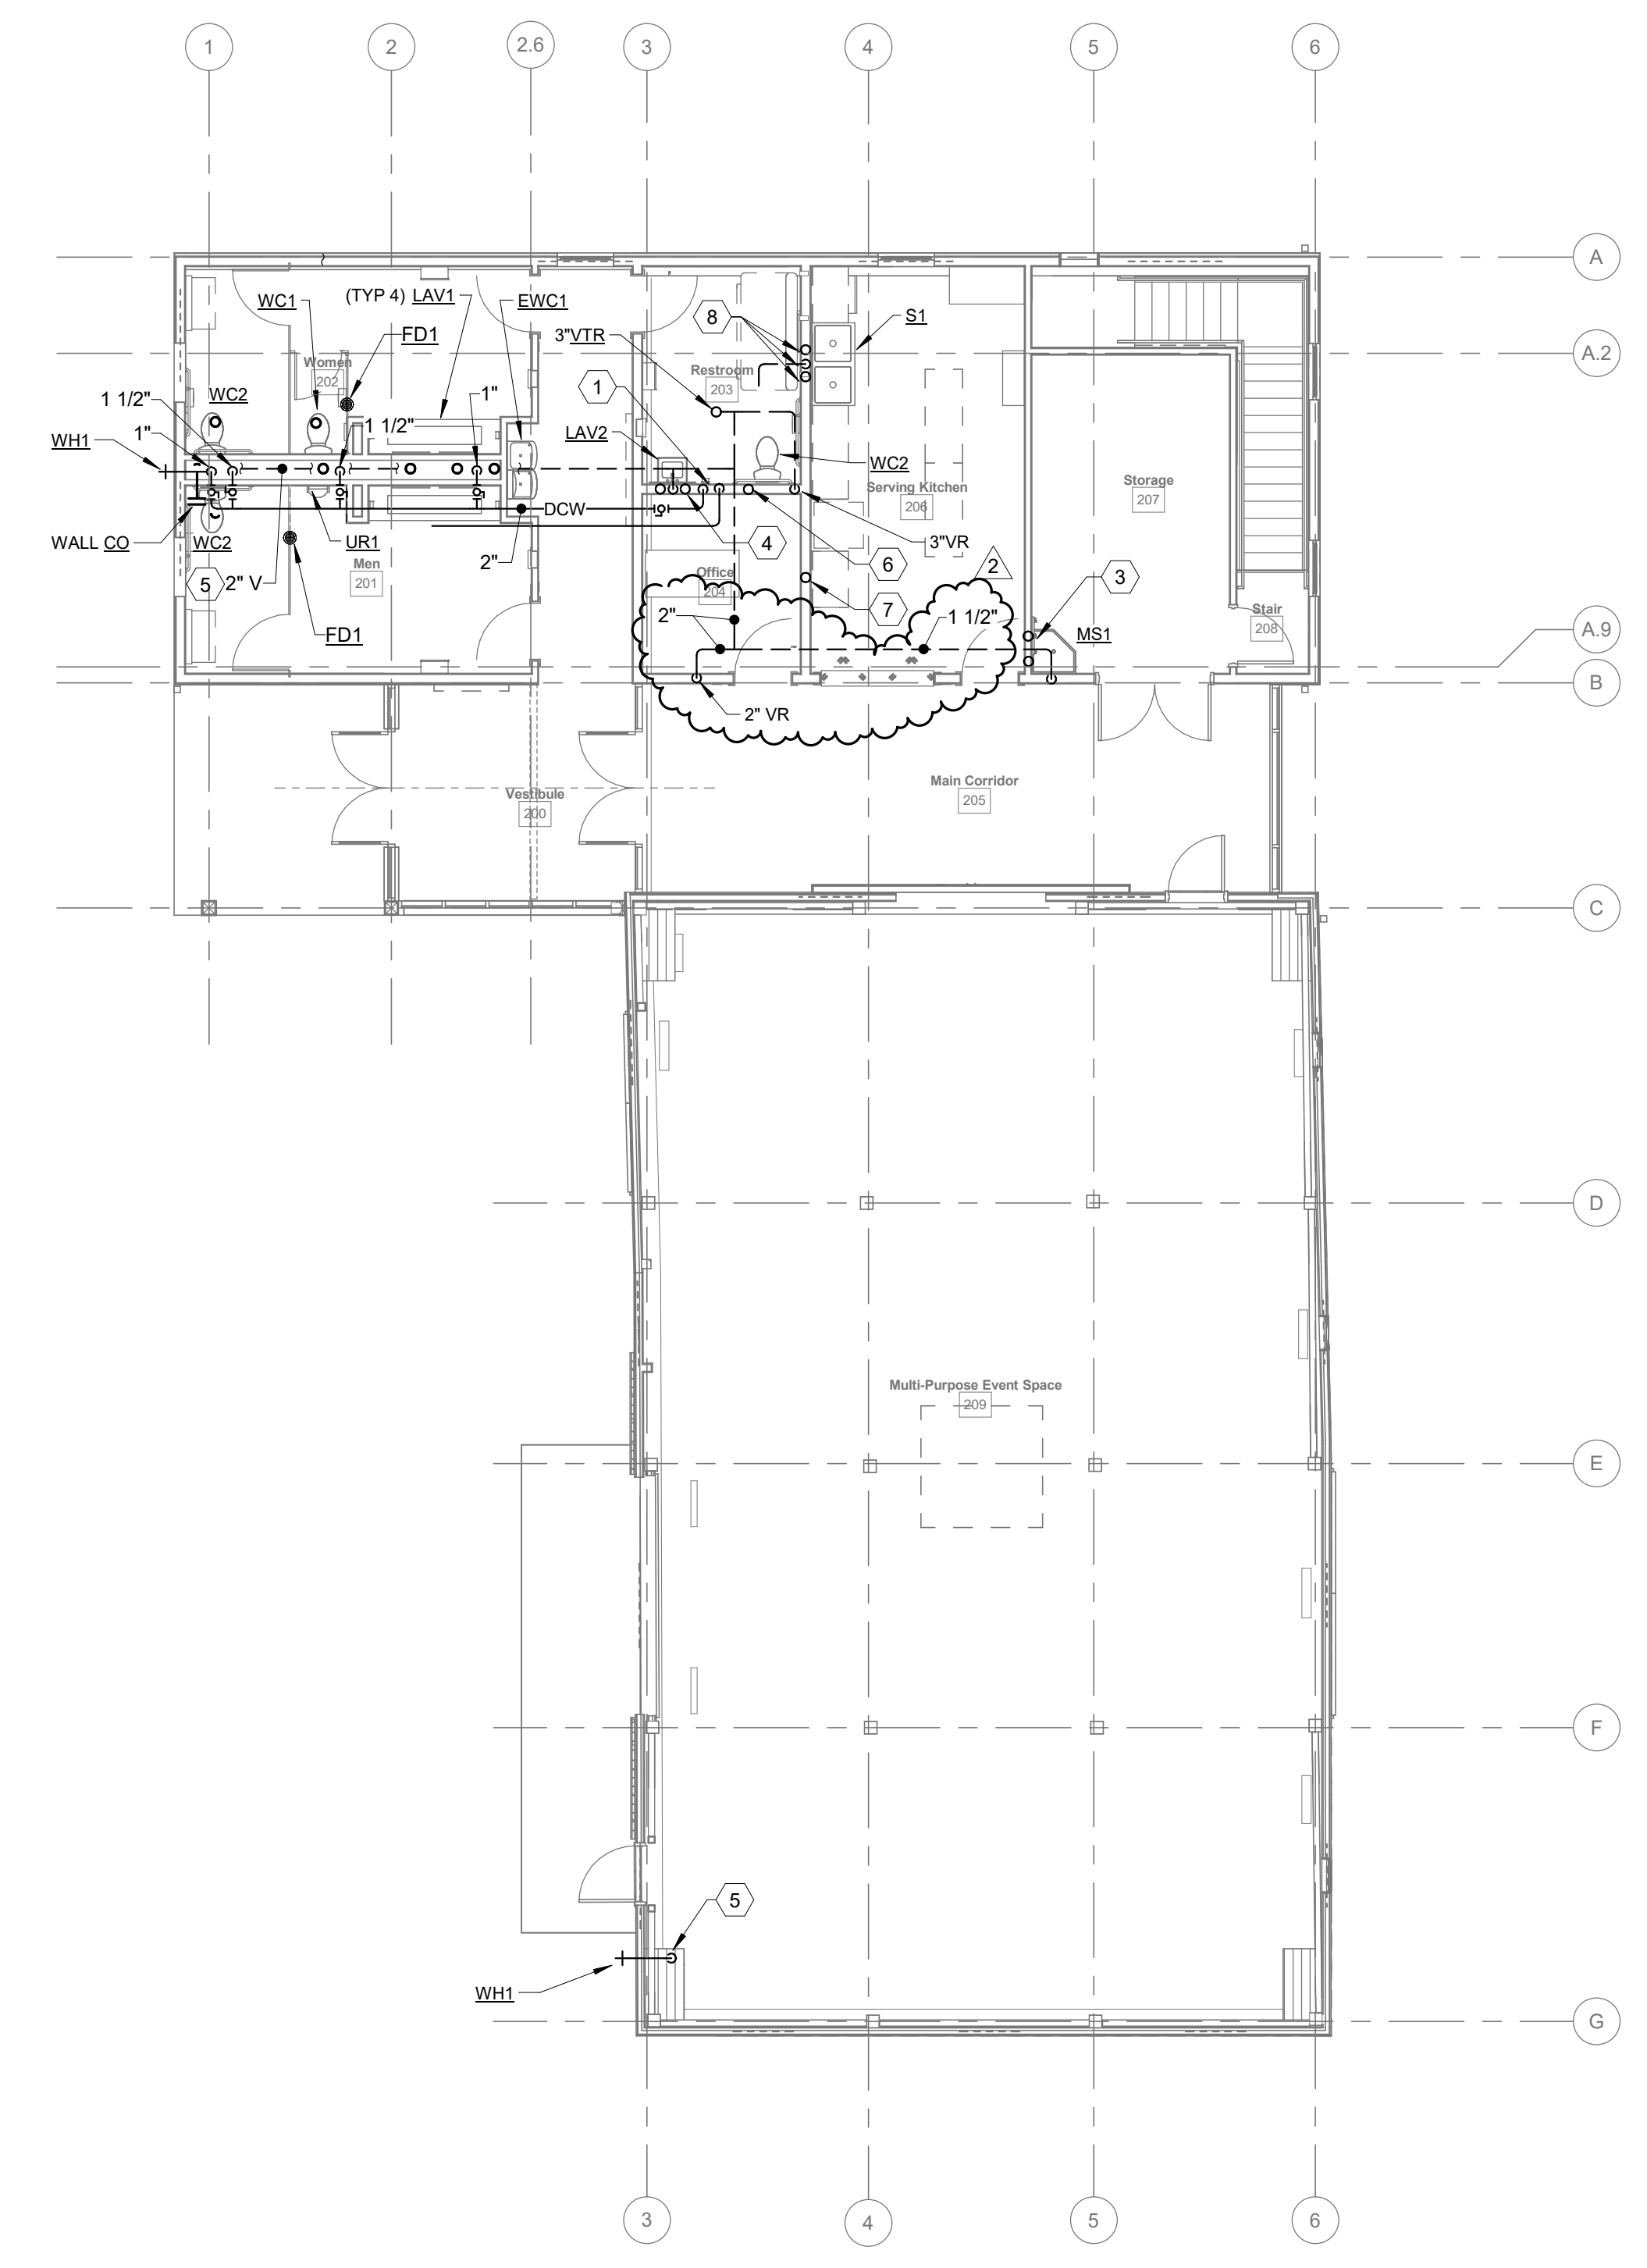 1 2 2.6 3 4 5 6
A
WC1
(TYP 4) LAV1
EWC1
8
S1
FD1
3"VTR
A.2
Women
202
Restroom
203
1
WC2
1 1/2"
1"
1"
1 1/2"
LAV2
WH1
WC2
Storage
207
Serving Kitchen
206
DCW
WALL CO
WC2
UR1
4
3"VR
2"
Men
201
6
2
5
2" V
Office
204
3
7
2"
1 1/2"
Stair
208
MS1
A.9
FD1
B
2" VR
Main Corridor
205
Vestibule
200
C
D
Multi-Purpose Event Space
209
E
F
5
WH1
G
3 4 5 6